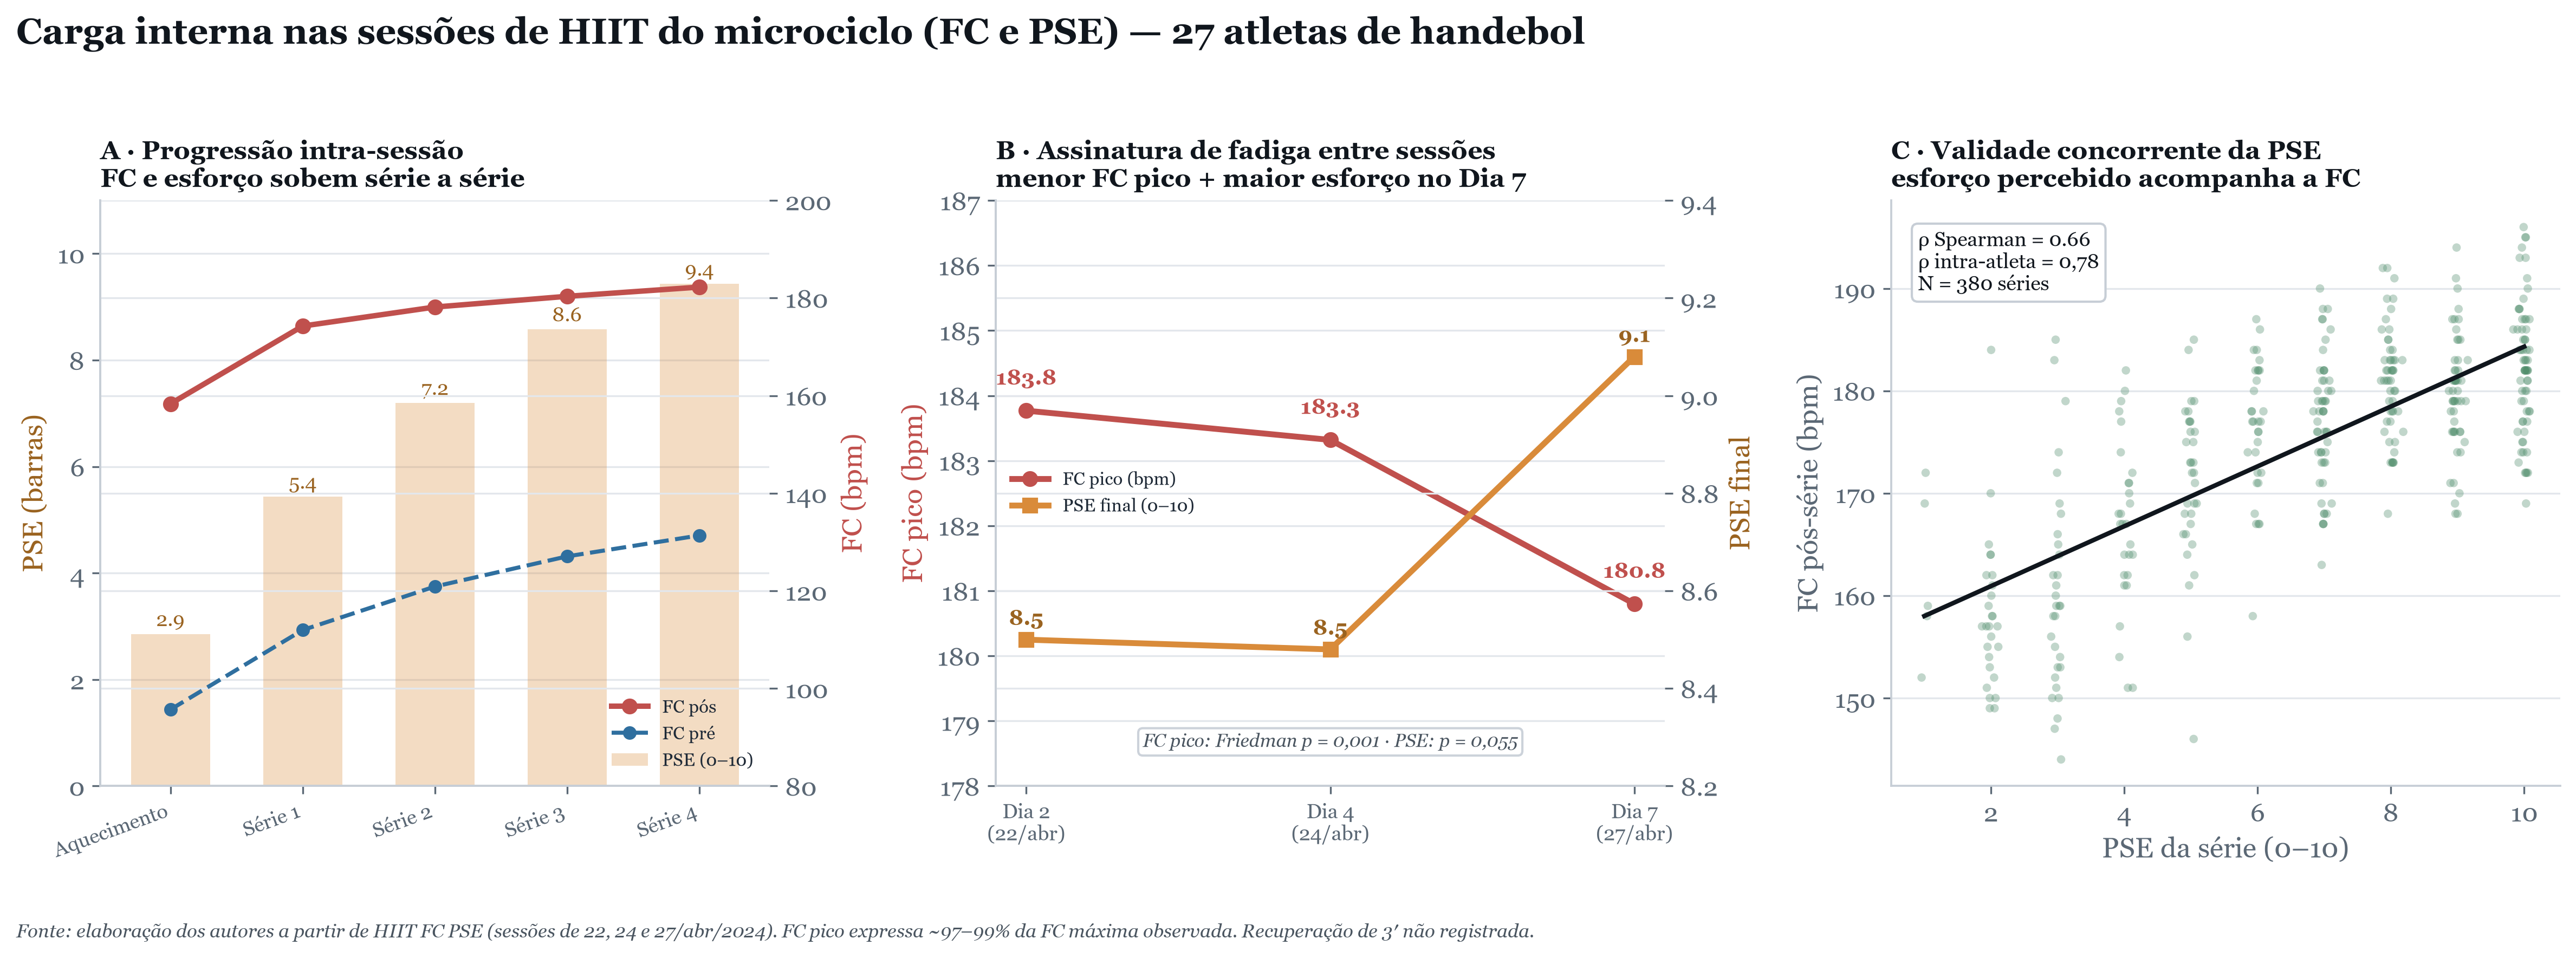 Carga interna nas sessões de HIIT do microciclo (FC e PSE) — 27 atletas de handebol
A · Progressão intra-sessão
FC e esforço sobem série a série
PSE (barras)
10
8
6
4
2
0
2.9
5.4
7.2
8.6
9.4
200
180
160
140
120
100
80
FC (bpm)
FC pós
FC pré
PSE (0–10)
Aquecimento
Série 1
Série 2
Série 3
Série 4
B · Assinatura de fadiga entre sessões
menor FC pico + maior esforço no Dia 7
FC pico (bpm)
187
186
185
184
183
182
181
180
179
178
183.8
183.3
180.8
8.5
8.5
9.1
FC pico (bpm)
PSE final (0–10)
FC pico: Friedman p = 0,001 · PSE: p = 0,055
9.4
9.2
9.0
8.8
8.6
8.4
8.2
PSE final
Dia 2
(22/abr)
Dia 4
(24/abr)
Dia 7
(27/abr)
C · Validade concorrente da PSE
esforço percebido acompanha a FC
ρ Spearman = 0.66
ρ intra-atleta = 0,78
N = 380 séries
FC pós-série (bpm)
190
180
170
160
150
2
4
6
8
10
PSE da série (0–10)
Fonte: elaboração dos autores a partir de HIIT FC PSE (sessões de 22, 24 e 27/abr/2024). FC pico expressa ~97–99% da FC máxima observada. Recuperação de 3′ não registrada.